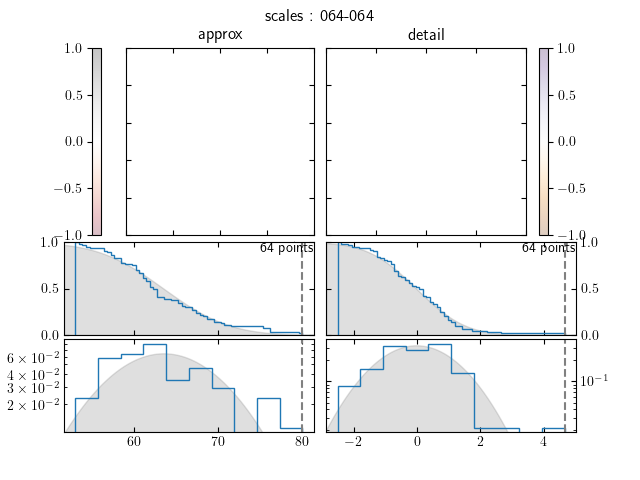 scales : 064-064
approx detail
1.0 1.0
0.5 0.5
0.0 0.0
−0.5 −0.5
−1.0 −1.0
1.0 64 points 64 points 1.0
0.5 0.5
0.0 0.0
6 × 10⁻²
4 × 10⁻² 10⁻¹
3 × 10⁻²
2 × 10⁻²
60 70 80 −2 0 2 4